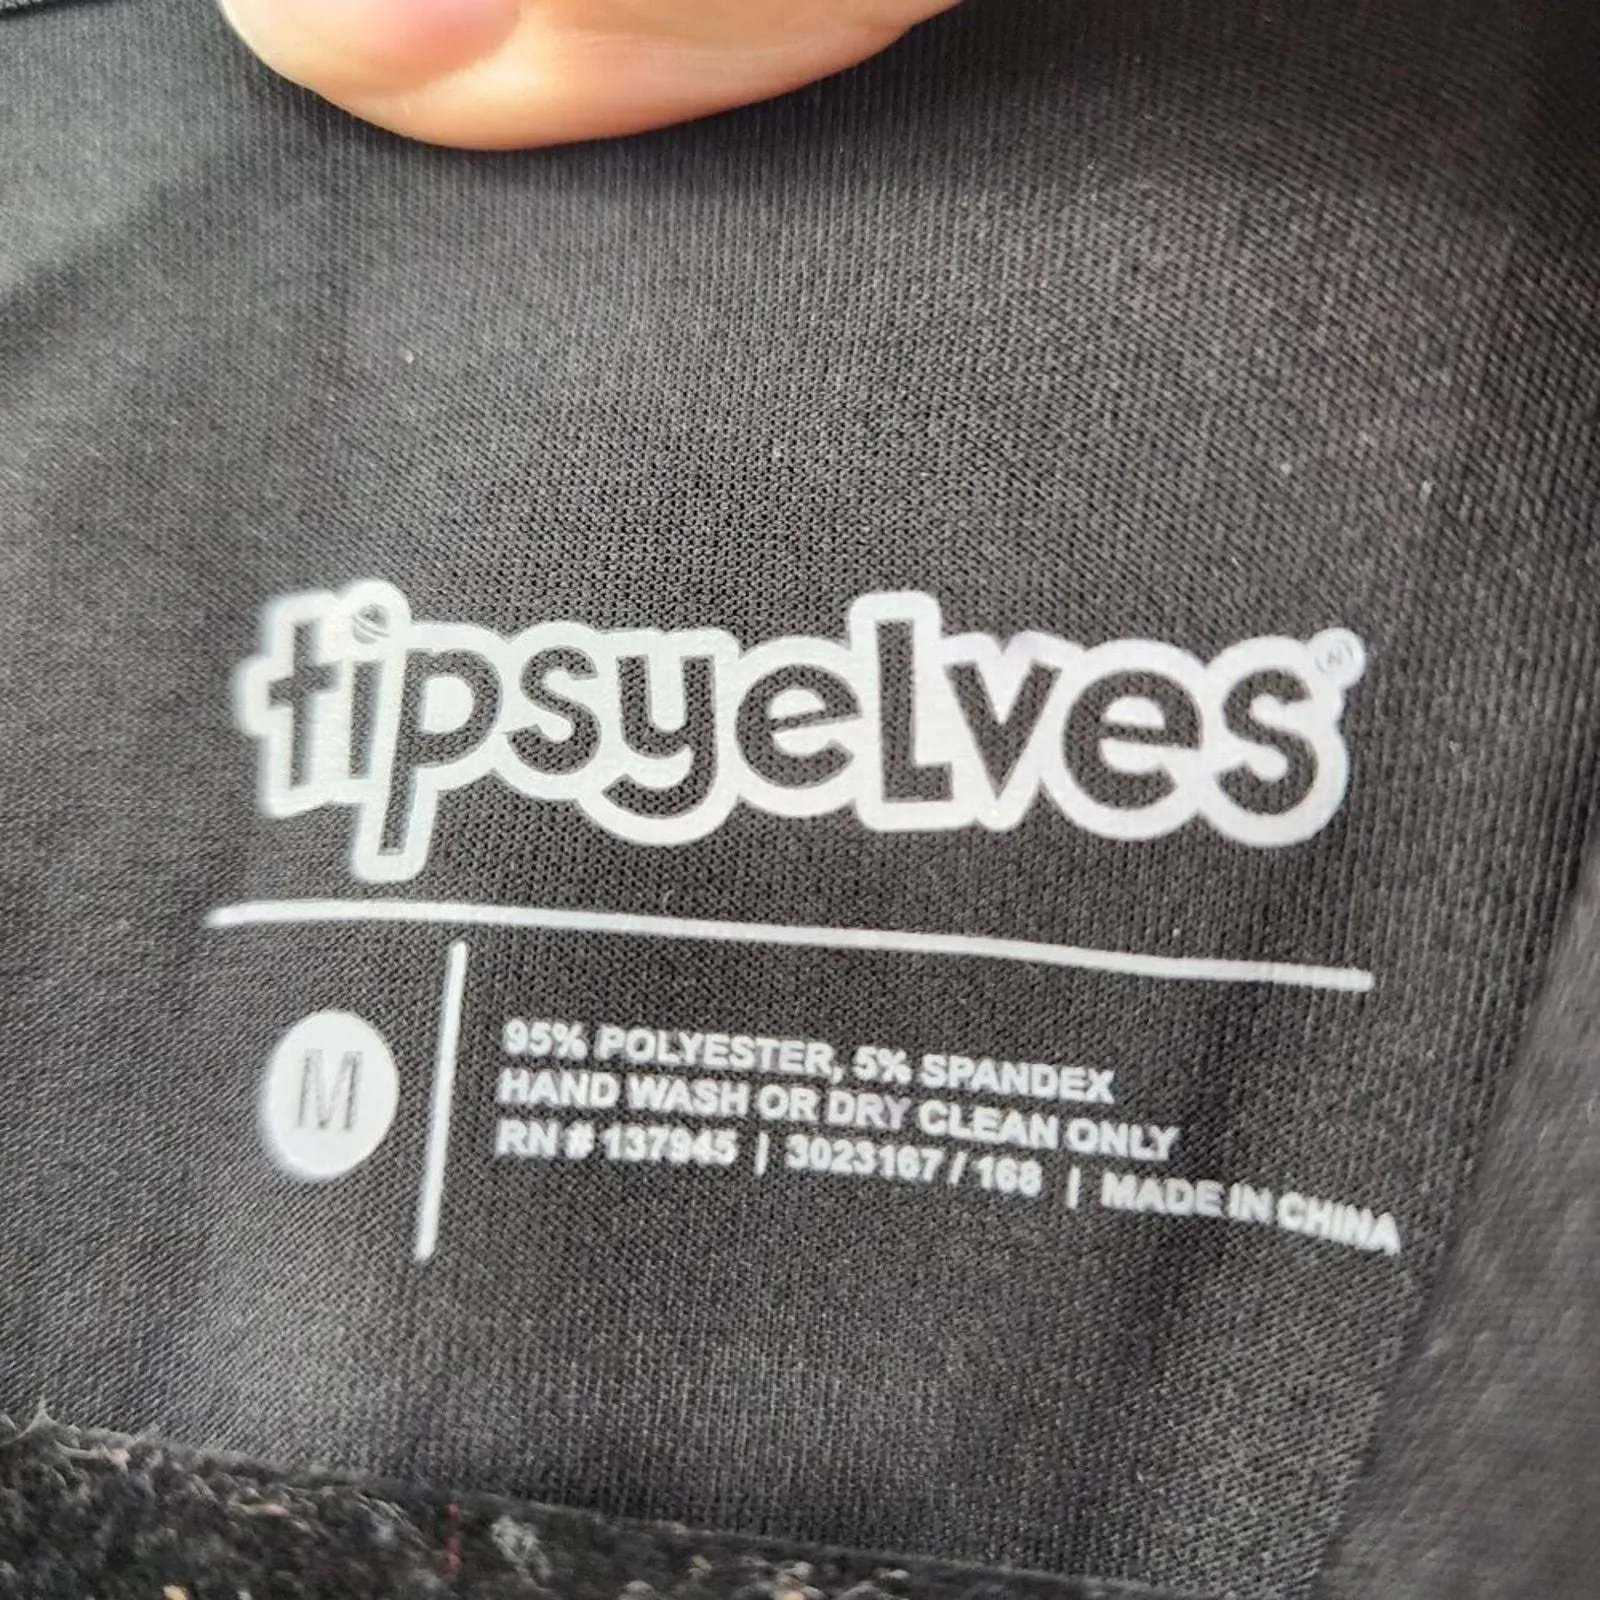 tipsyelves
M
95% POLYESTER, 5% SPANDEX
HAND WASH OR DRY CLEAN ONLY
RN # 137945 | 3023167 / 168 | MADE IN CHINA